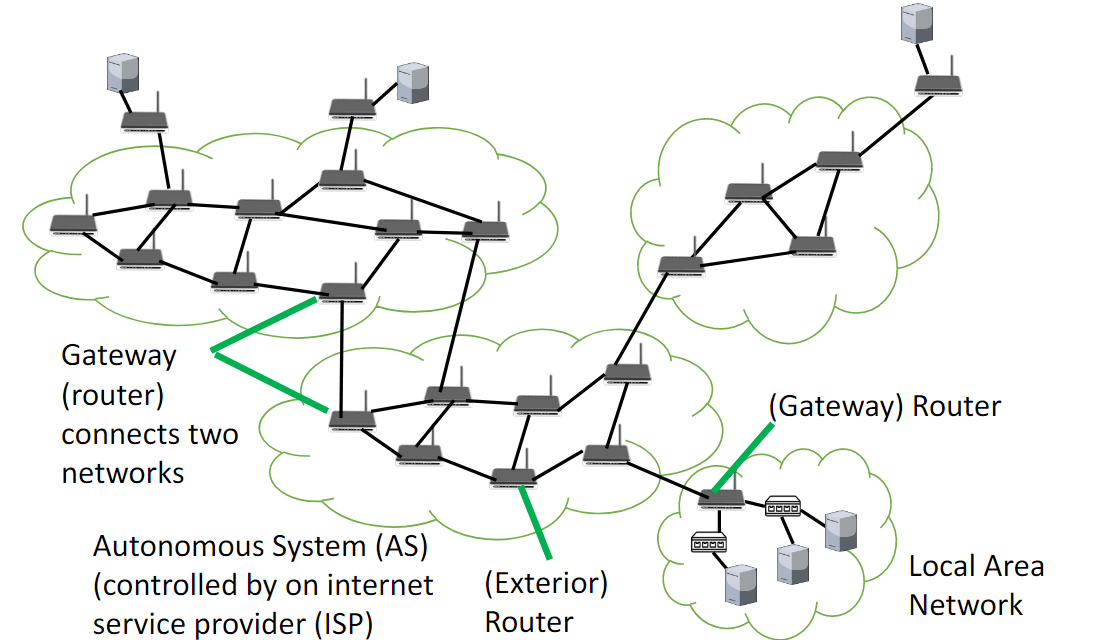 Gateway
(router)
connects two
networks
(Gateway) Router
Autonomous System (AS)
(controlled by on internet
service provider (ISP)
(Exterior)
Router
Local Area
Network